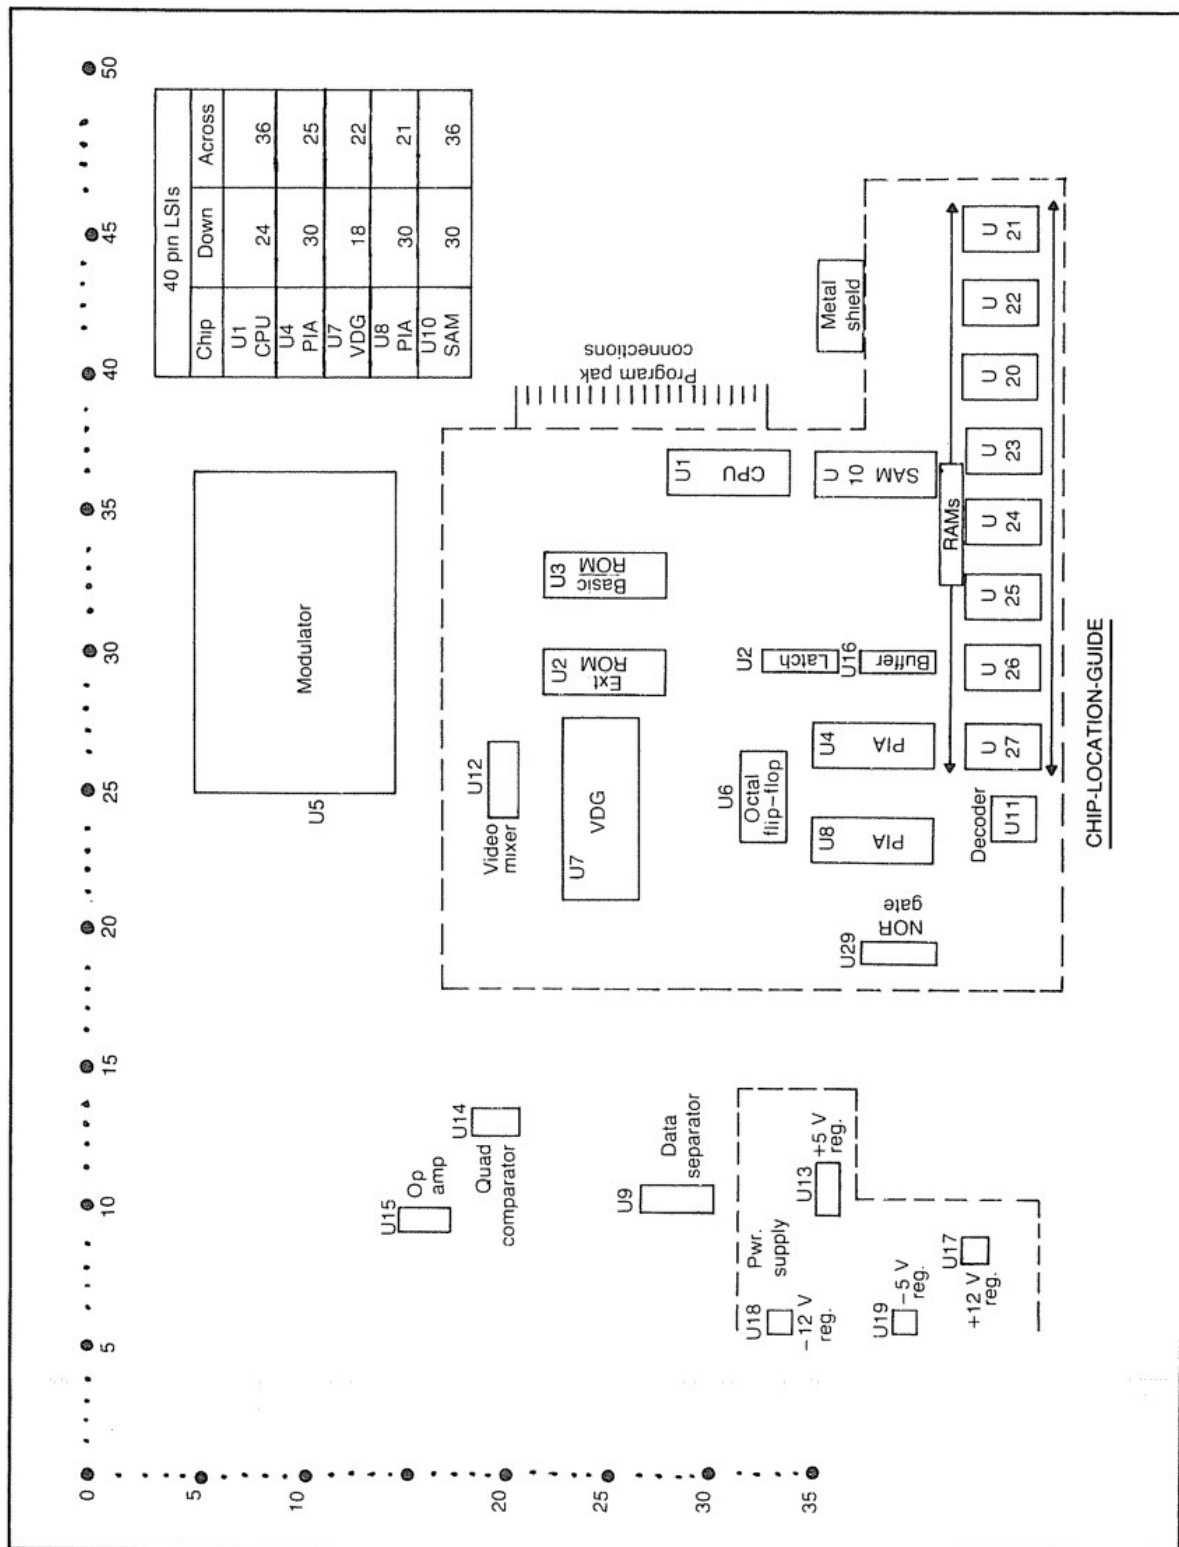 0
5
10
15
20
25
30
35
40
45
50
5
10
15
20
25
30
35
40 pin LSIs
Chip Down Across
U1
CPU 24 36
U4
PIA 30 25
U7
VDG 18 22
U8
PIA 30 21
U10
SAM 30 36
Modulator
U5
U15
Op
amp
U14
Quad
comparator
U12
Video
mixer
U7
VDG
U2
Ext
ROM
U3
Basic
ROM
Program pak
connections
U1
CPU
U9
Data
separator
U6
Octal
flip-flop
U2
Latch
U16
Buffer
U8
PIA
U4
PIA
U
10
SAM
Metal
shield
U29
NOR
gate
RAMs
Decoder
U11
U
27
U
26
U
25
U
24
U
23
U
20
U
22
U
21
Pwr.
supply
U18
-12 V
reg.
U13
+5 V
reg.
U19
-5 V
reg.
U17
+12 V
reg.
CHIP-LOCATION-GUIDE